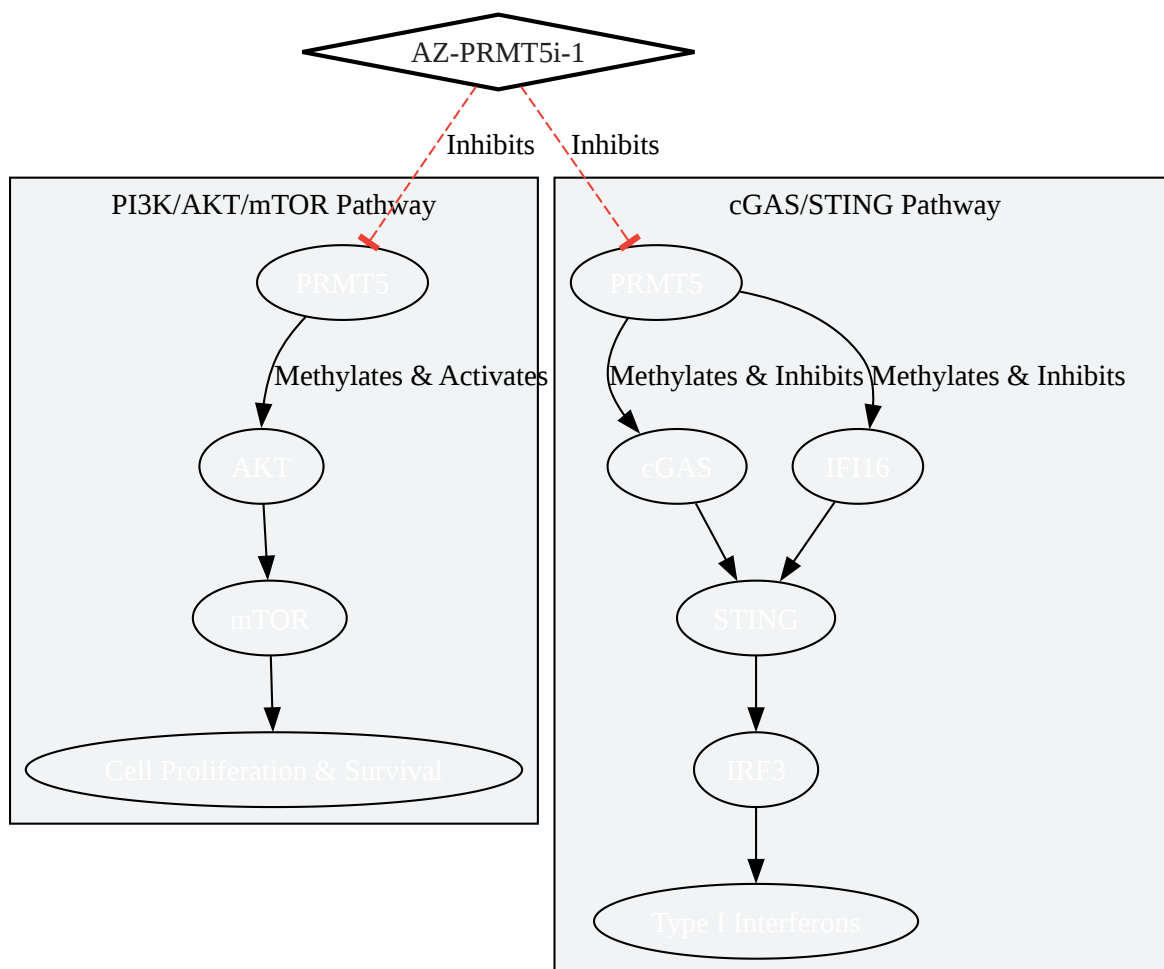 AZ-PRMT5i-1
Inhibits
Inhibits
PI3K/AKT/mTOR Pathway
cGAS/STING Pathway
PRMT5
PRMT5
Methylates & Activates
Methylates & Inhibits
Methylates & Inhibits
AKT
cGAS
IFI16
mTOR
STING
Cell Proliferation & Survival
IRF3
Type I Interferons